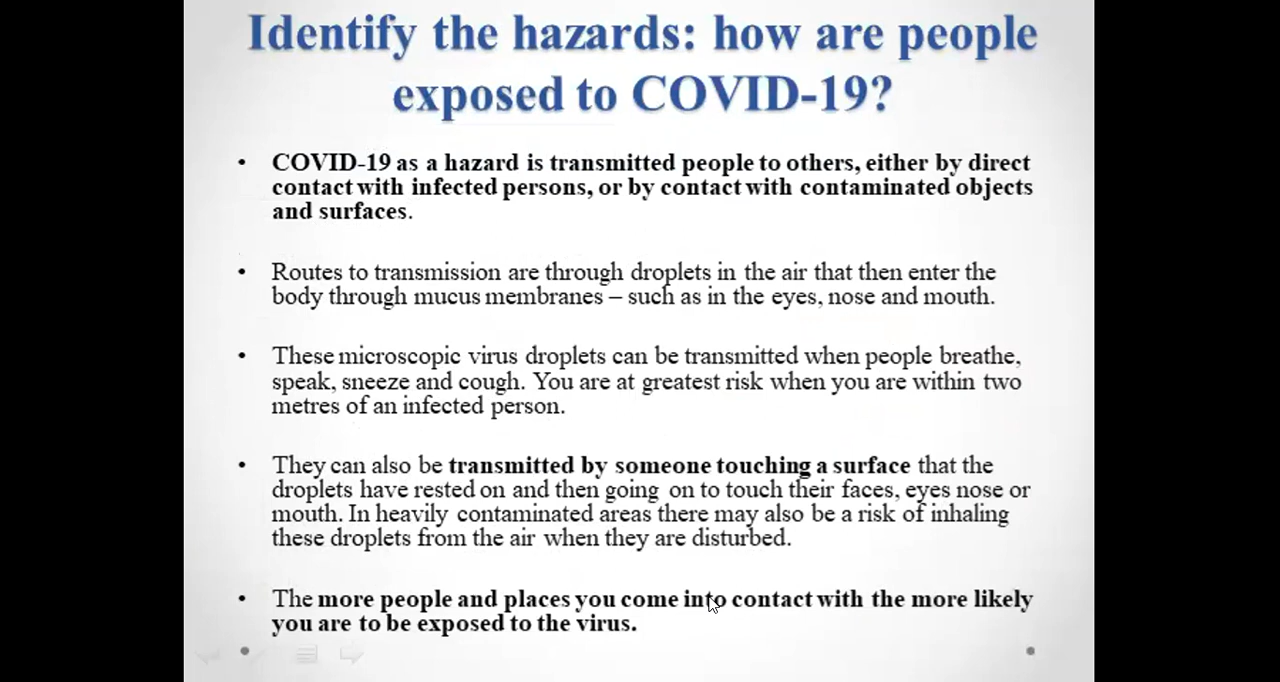 Identify the hazards: how are people
exposed to COVID-19?
• COVID-19 as a hazard is transmitted people to others, either by direct
contact with infected persons, or by contact with contaminated objects
and surfaces.
• Routes to transmission are through droplets in the air that then enter the
body through mucus membranes – such as in the eyes, nose and mouth.
• These microscopic virus droplets can be transmitted when people breathe,
speak, sneeze and cough. You are at greatest risk when you are within two
metres of an infected person.
• They can also be transmitted by someone touching a surface that the
droplets have rested on and then going on to touch their faces, eyes nose or
mouth. In heavily contaminated areas there may also be a risk of inhaling
these droplets from the air when they are disturbed.
• The more people and places you come into contact with the more likely
you are to be exposed to the virus.